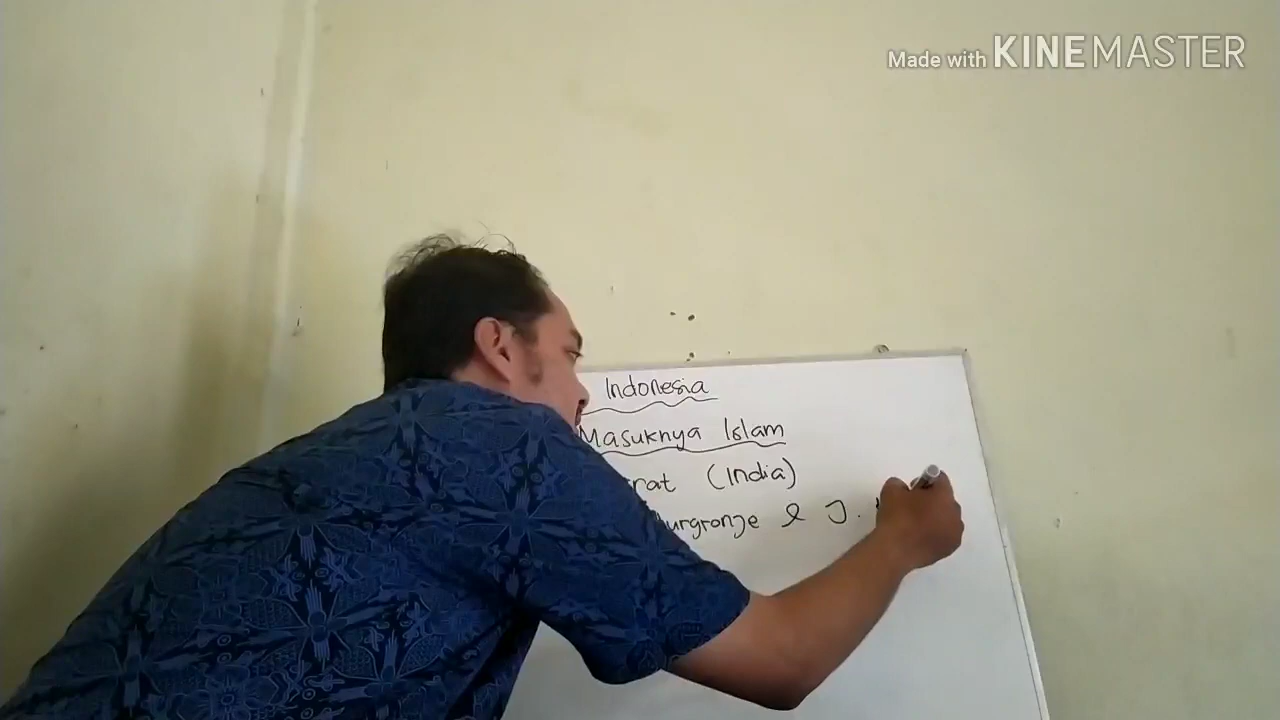 Made with KINEMASTER
Indonesia
Masuknya Islam
rat (India)
urgronje & J.